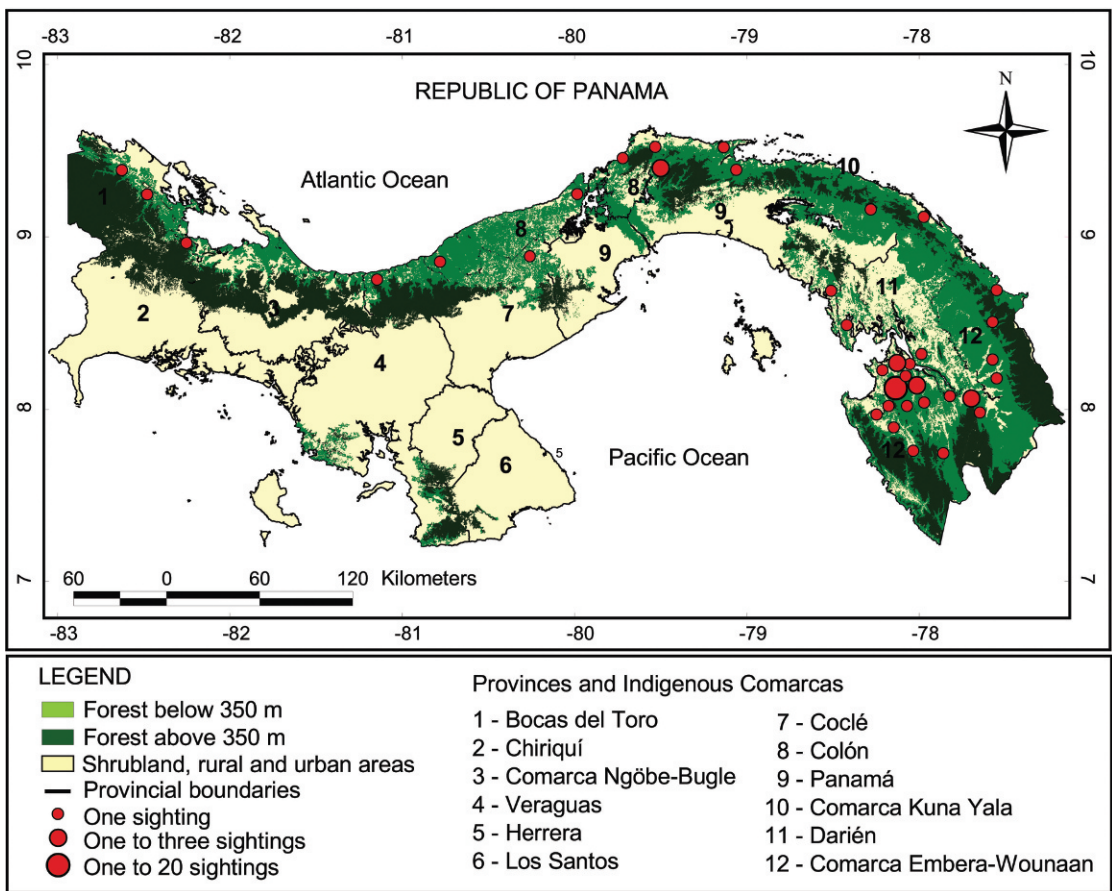 -83 -82 -81 -80 -79 -78
10 10
REPUBLIC OF PANAMA
N
Atlantic Ocean
1
8
10
9 8 9 9
9
11
2 3 7 12
4
8 8
5
12
6 5
Pacific Ocean
7 7
60 0 60 120 Kilometers
-83 -82 -81 -80 -79 -78
LEGEND
Forest below 350 m
Forest above 350 m
Shrubland, rural and urban areas
Provincial boundaries
One sighting
One to three sightings
One to 20 sightings
Provinces and Indigenous Comarcas
1 - Bocas del Toro
2 - Chiriquí
3 - Comarca Ngöbe-Bugle
4 - Veraguas
5 - Herrera
6 - Los Santos
7 - Coclé
8 - Colón
9 - Panamá
10 - Comarca Kuna Yala
11 - Darién
12 - Comarca Embera-Wounaan